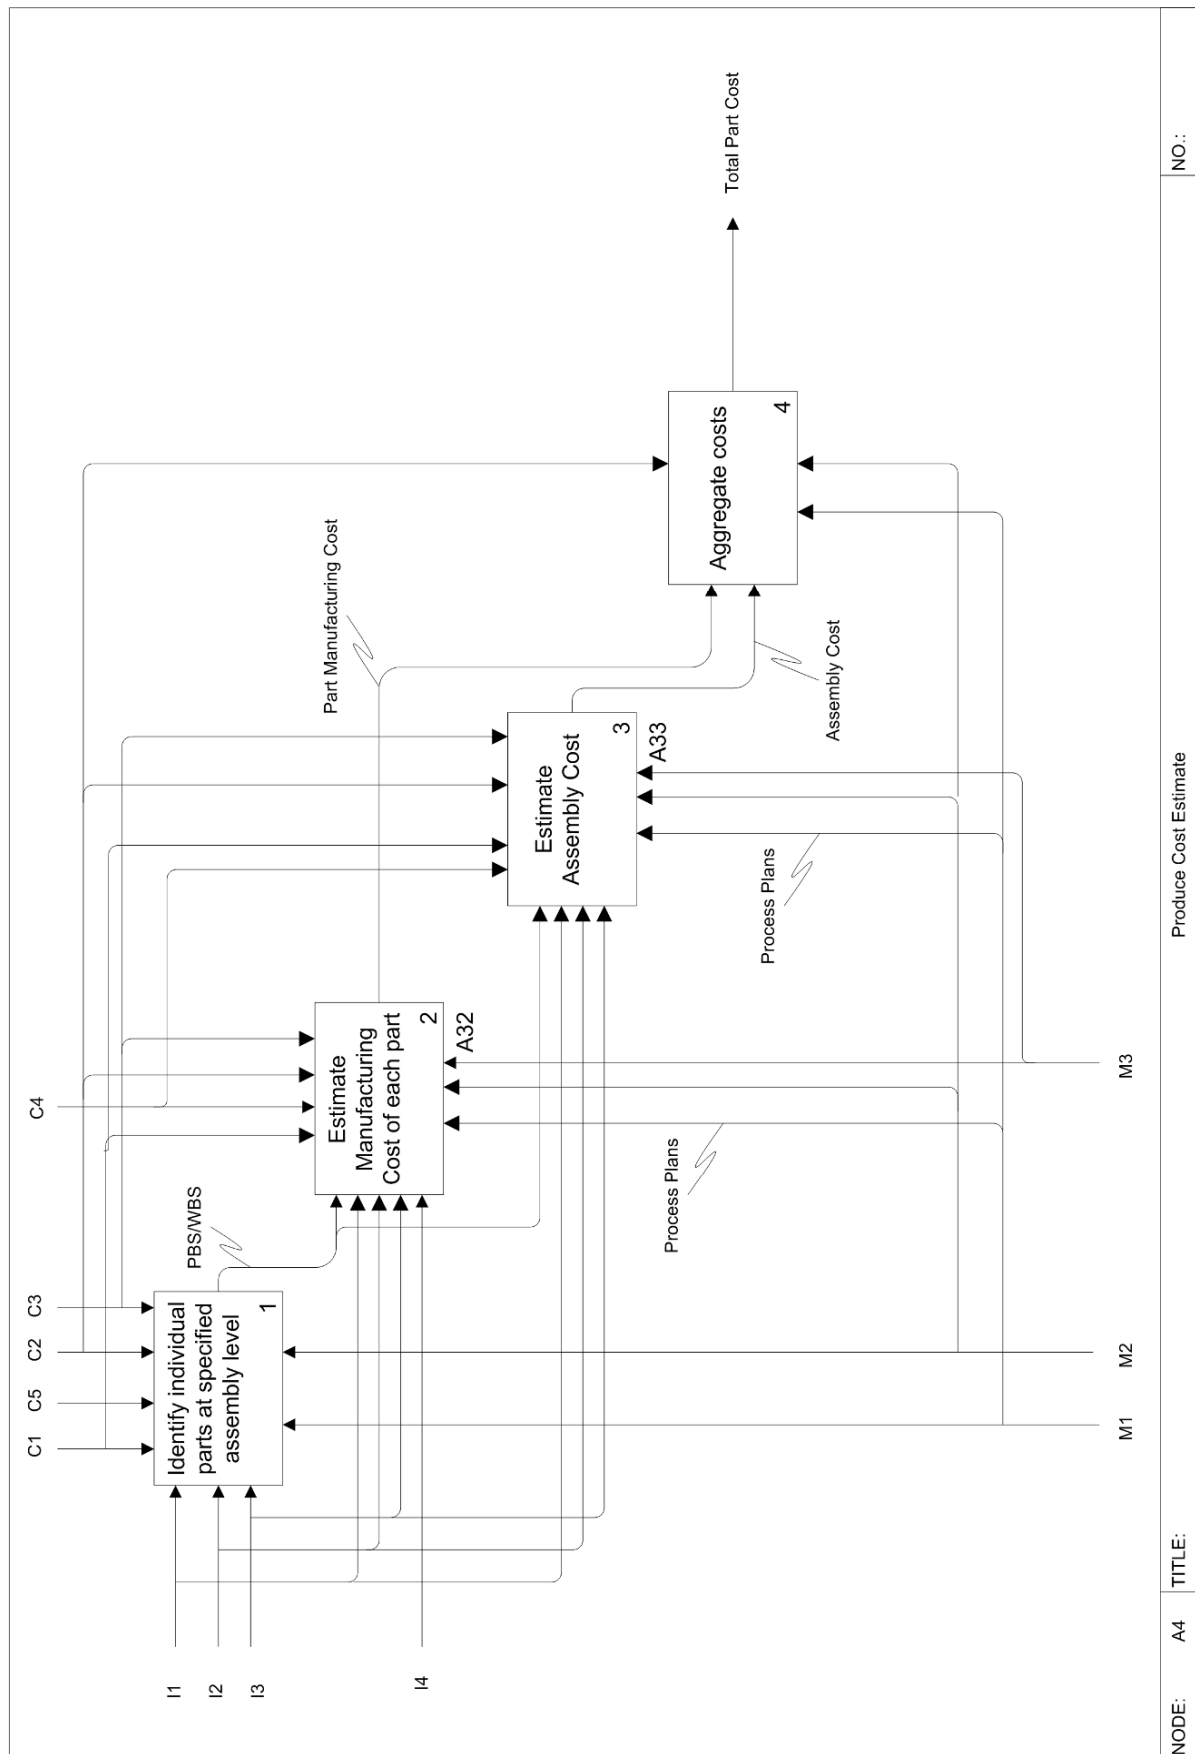 C1
C5
C2
C3
C4
I1
I2
I3
I4
Identify individual
parts at specified
assembly level
1
PBS/WBS
Estimate
Manufacturing
Cost of each part
2
A32
Part Manufacturing Cost
Estimate
Assembly Cost
3
A33
Assembly Cost
Aggregate costs
4
Total Part Cost
Process Plans
Process Plans
M1
M2
M3
NODE:
A4
TITLE:
Produce Cost Estimate
NO.: